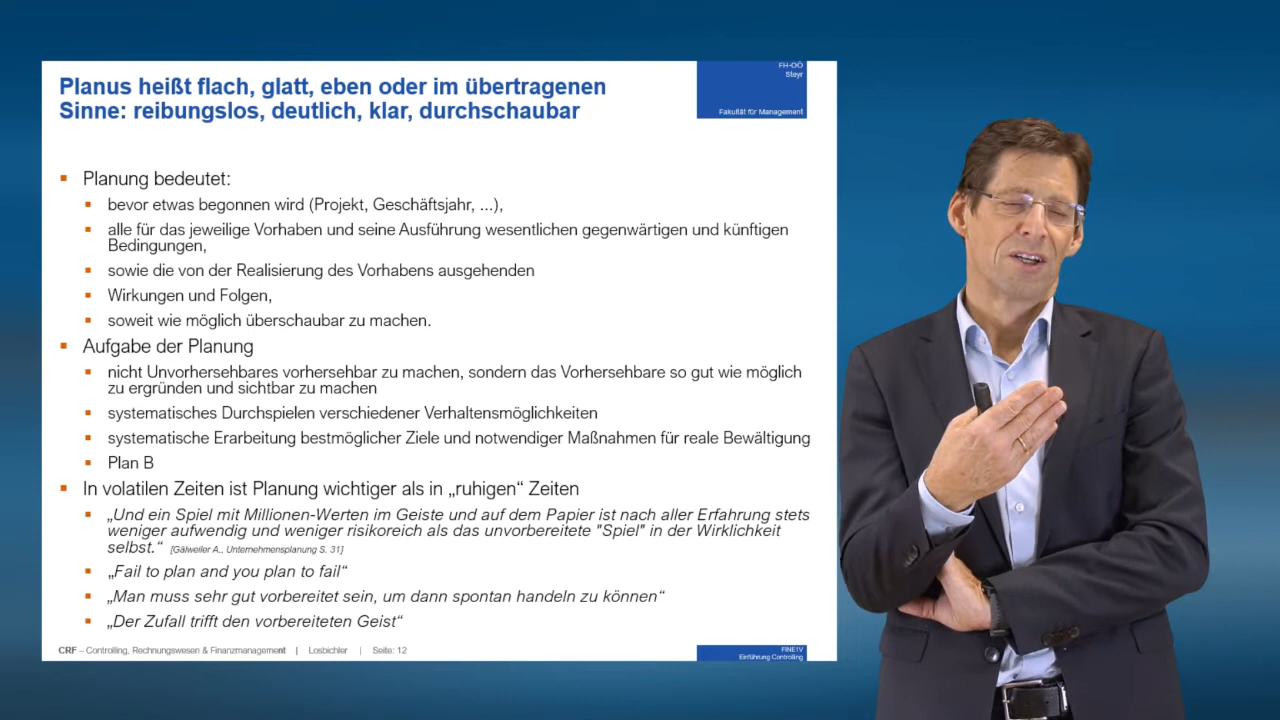 Planus heißt flach, glatt, eben oder im übertragenen
Sinne: reibungslos, deutlich, klar, durchschaubar
FH-OÖ
Steyr
Fakultät für Management
▪ Planung bedeutet:
▪ bevor etwas begonnen wird (Projekt, Geschäftsjahr, ...),
▪ alle für das jeweilige Vorhaben und seine Ausführung wesentlichen gegenwärtigen und künftigen
Bedingungen,
▪ sowie die von der Realisierung des Vorhabens ausgehenden
▪ Wirkungen und Folgen,
▪ soweit wie möglich überschaubar zu machen.
▪ Aufgabe der Planung
▪ nicht Unvorhersehbares vorhersehbar zu machen, sondern das Vorhersehbare so gut wie möglich
zu ergründen und sichtbar zu machen
▪ systematisches Durchspielen verschiedener Verhaltensmöglichkeiten
▪ systematische Erarbeitung bestmöglicher Ziele und notwendiger Maßnahmen für reale Bewältigung
▪ Plan B
▪ In volatilen Zeiten ist Planung wichtiger als in „ruhigen“ Zeiten
▪ „Und ein Spiel mit Millionen-Werten im Geiste und auf dem Papier ist nach aller Erfahrung stets
weniger aufwendig und weniger risikoreich als das unvorbereitete "Spiel" in der Wirklichkeit
selbst.“ [Gälweiler A., Unternehmensplanung S. 31]
▪ „Fail to plan and you plan to fail“
▪ „Man muss sehr gut vorbereitet sein, um dann spontan handeln zu können“
▪ „Der Zufall trifft den vorbereiteten Geist“
CRF – Controlling, Rechnungswesen & Finanzmanagement | Losbichler | Seite: 12
FINE1V
Einführung Controlling